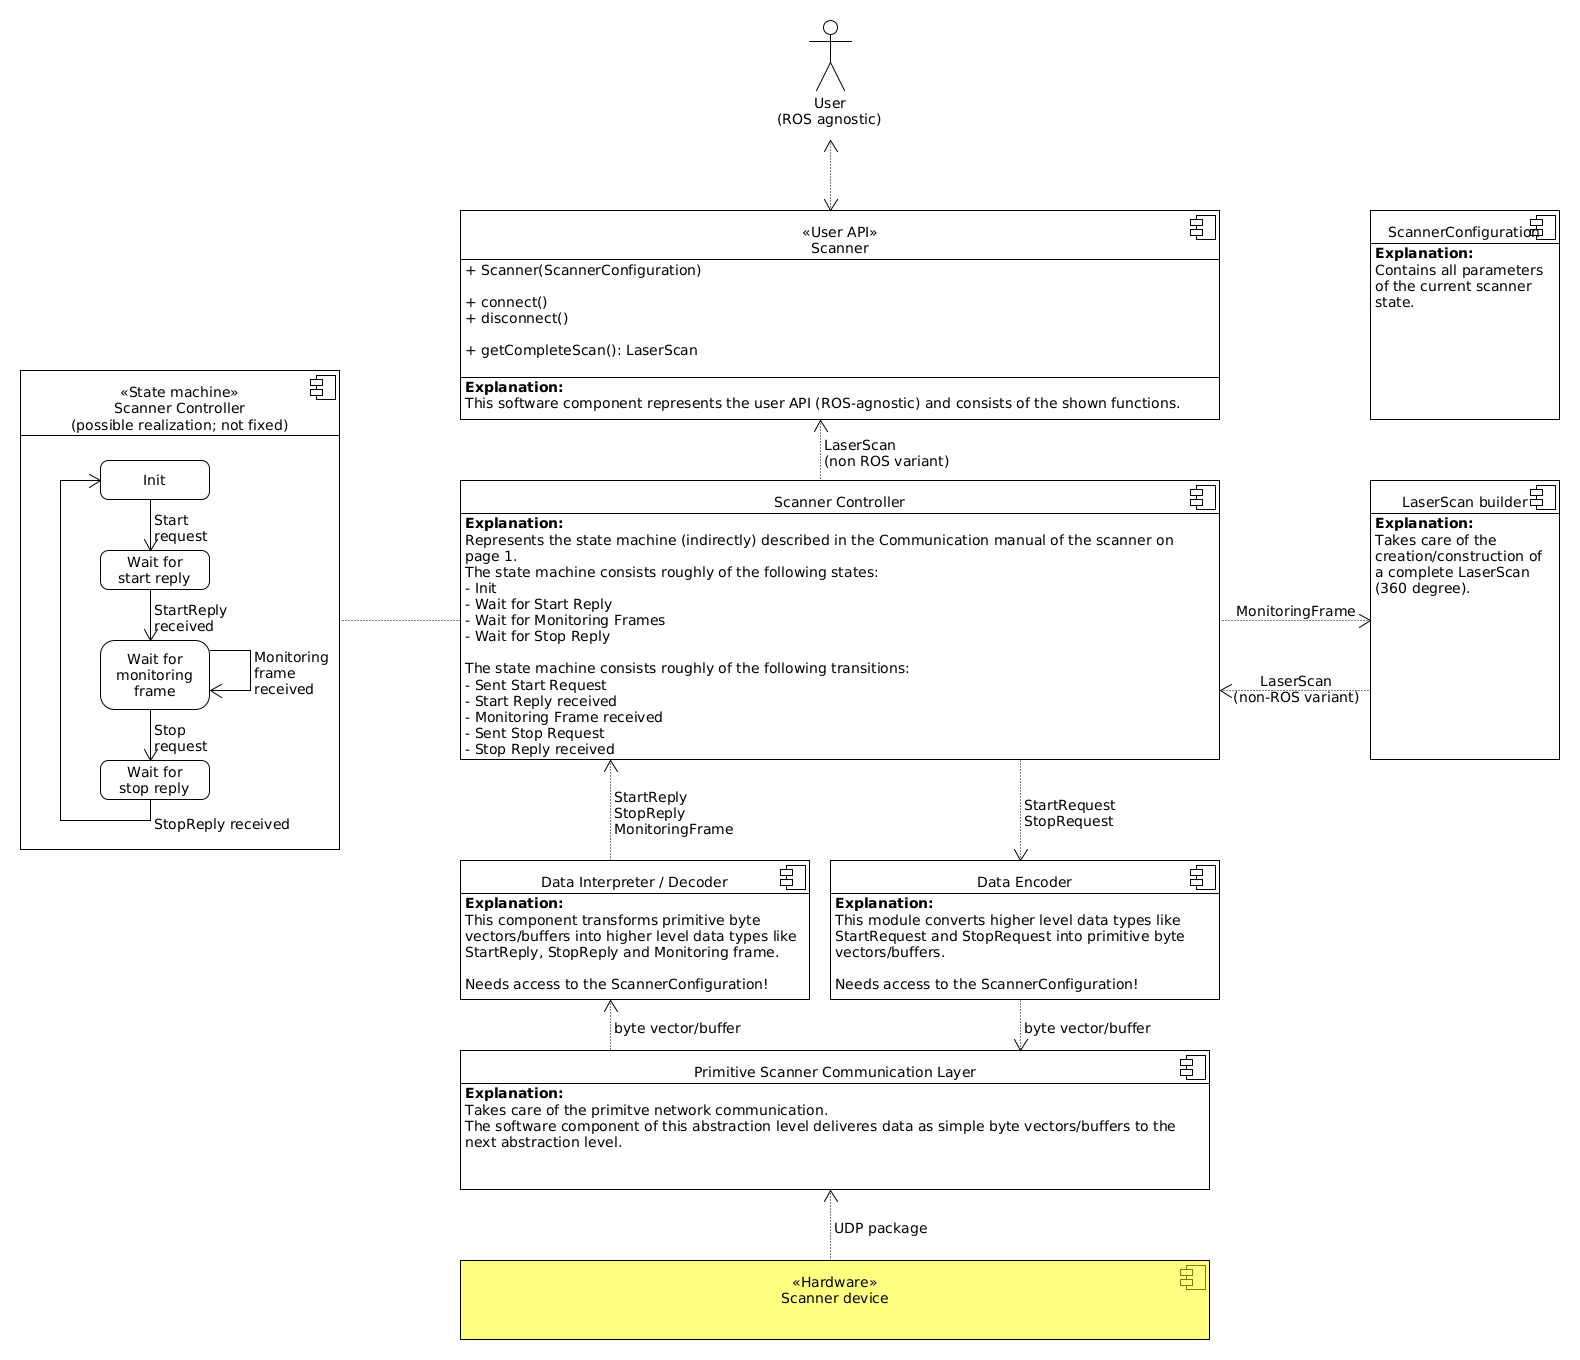 User
(ROS agnostic)
«User API»
Scanner
+ Scanner(ScannerConfiguration)
+ connect()
+ disconnect()
+ getCompleteScan(): LaserScan
Explanation:
This software component represents the user API (ROS-agnostic) and consists of the shown functions.
ScannerConfiguration
Explanation:
Contains all parameters
of the current scanner
state.
«State machine»
Scanner Controller
(possible realization; not fixed)
Init
Start
request
Wait for
start reply
StartReply
received
Wait for
monitoring
frame
Monitoring
frame
received
Stop
request
Wait for
stop reply
StopReply received
LaserScan
(non ROS variant)
Scanner Controller
Explanation:
Represents the state machine (indirectly) described in the Communication manual of the scanner on
page 1.
The state machine consists roughly of the following states:
- Init
- Wait for Start Reply
- Wait for Monitoring Frames
- Wait for Stop Reply
The state machine consists roughly of the following transitions:
- Sent Start Request
- Start Reply received
- Monitoring Frame received
- Sent Stop Request
- Stop Reply received
MonitoringFrame
LaserScan
(non-ROS variant)
LaserScan builder
Explanation:
Takes care of the
creation/construction of
a complete LaserScan
(360 degree).
StartReply
StopReply
MonitoringFrame
StartRequest
StopRequest
Data Interpreter / Decoder
Explanation:
This component transforms primitive byte
vectors/buffers into higher level data types like
StartReply, StopReply and Monitoring frame.
Needs access to the ScannerConfiguration!
Data Encoder
Explanation:
This module converts higher level data types like
StartRequest and StopRequest into primitive byte
vectors/buffers.
Needs access to the ScannerConfiguration!
byte vector/buffer
byte vector/buffer
Primitive Scanner Communication Layer
Explanation:
Takes care of the primitve network communication.
The software component of this abstraction level deliveres data as simple byte vectors/buffers to the
next abstraction level.
UDP package
«Hardware»
Scanner device